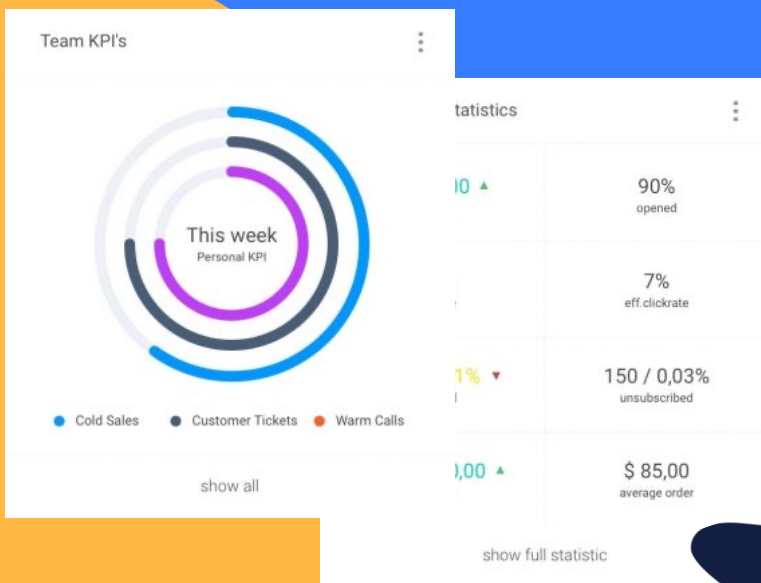 Team KPI's
This week
Personal KPI
Cold Sales
Customer Tickets
Warm Calls
show all
90%
opened
7%
eff.clickrate
150 / 0,03%
unsubscribed
$ 85,00
average order
show full statistic